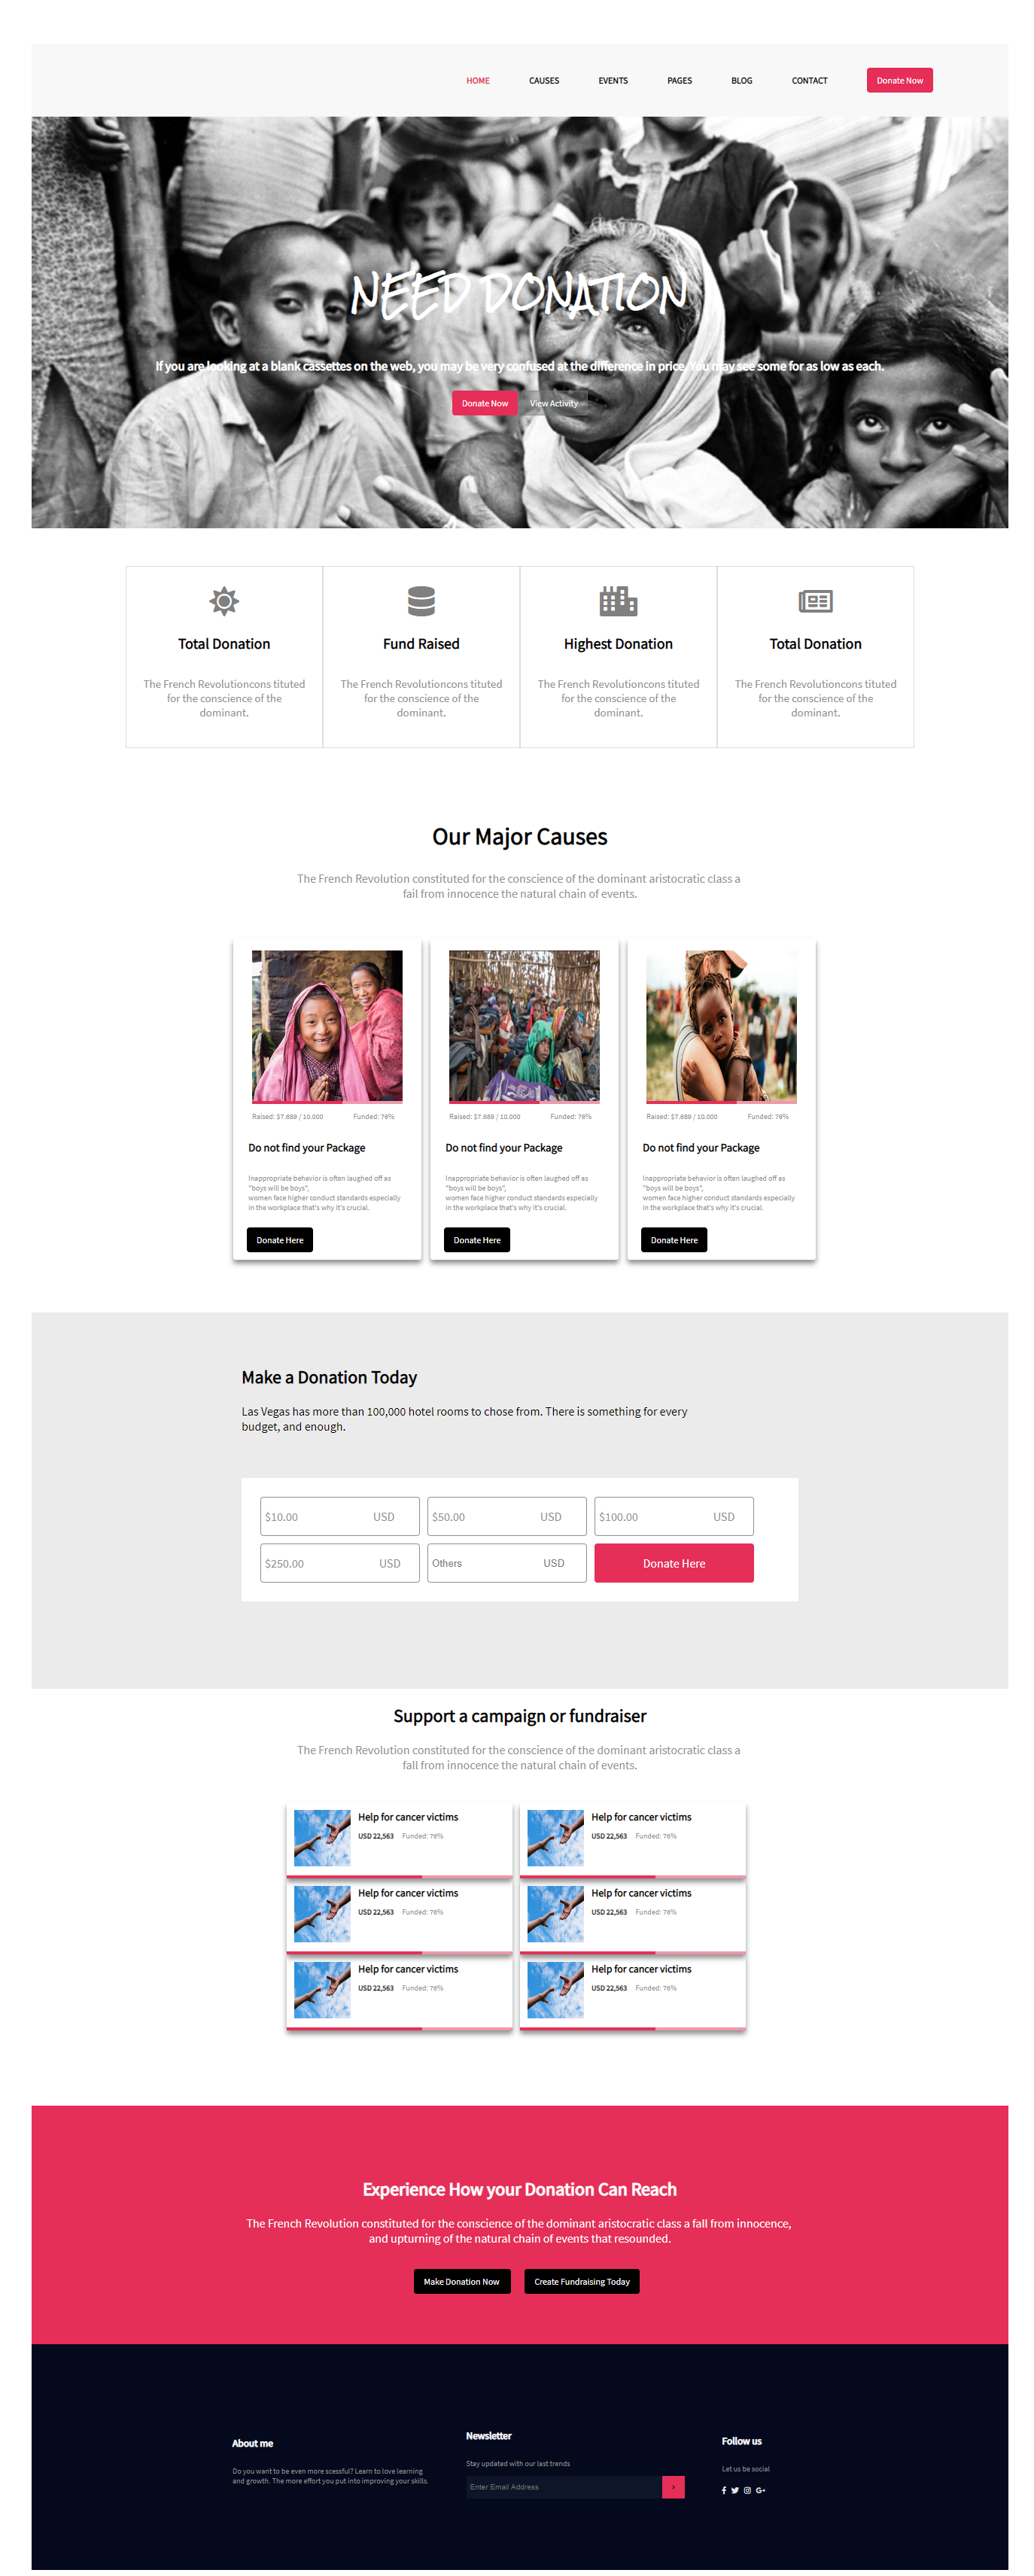 HOME CAUSES EVENTS PAGES BLOG CONTACT Donate Now
NEED DONATION
If you are looking at a blank cassettes on the web, you may be very confused at the difference in price. You may see some for as low as each.
Donate Now View Activity
Total Donation
The French Revolutioncons tituted
for the conscience of the
dominant.
Fund Raised
The French Revolutioncons tituted
for the conscience of the
dominant.
Highest Donation
The French Revolutioncons tituted
for the conscience of the
dominant.
Total Donation
The French Revolutioncons tituted
for the conscience of the
dominant.
Our Major Causes
The French Revolution constituted for the conscience of the dominant aristocratic class a
fail from innocence the natural chain of events.
Raised: $7.689 / 10.000 Funded: 76%
Do not find your Package
Inappropriate behavior is often laughed off as
"boys will be boys",
women face higher conduct standards especially
in the workplace that's why it's crucial.
Donate Here
Raised: $7.689 / 10.000 Funded: 76%
Do not find your Package
Inappropriate behavior is often laughed off as
"boys will be boys",
women face higher conduct standards especially
in the workplace that's why it's crucial.
Donate Here
Raised: $7.689 / 10.000 Funded: 76%
Do not find your Package
Inappropriate behavior is often laughed off as
"boys will be boys",
women face higher conduct standards especially
in the workplace that's why it's crucial.
Donate Here
Make a Donation Today
Las Vegas has more than 100,000 hotel rooms to chose from. There is something for every
budget, and enough.
$10.00 USD $50.00 USD $100.00 USD
$250.00 USD Others USD Donate Here
Support a campaign or fundraiser
The French Revolution constituted for the conscience of the dominant aristocratic class a
fall from innocence the natural chain of events.
Help for cancer victims
USD 22,563 Funded: 76%
Help for cancer victims
USD 22,563 Funded: 76%
Help for cancer victims
USD 22,563 Funded: 76%
Help for cancer victims
USD 22,563 Funded: 76%
Help for cancer victims
USD 22,563 Funded: 76%
Help for cancer victims
USD 22,563 Funded: 76%
Experience How your Donation Can Reach
The French Revolution constituted for the conscience of the dominant aristocratic class a fall from innocence,
and upturning of the natural chain of events that resounded.
Make Donation Now Create Fundraising Today
About me
Do you want to be even more scessful? Learn to love learning
and growth. The more effort you put into improving your skills.
Newsletter
Stay updated with our last trends
Enter Email Address >
Follow us
Let us be social